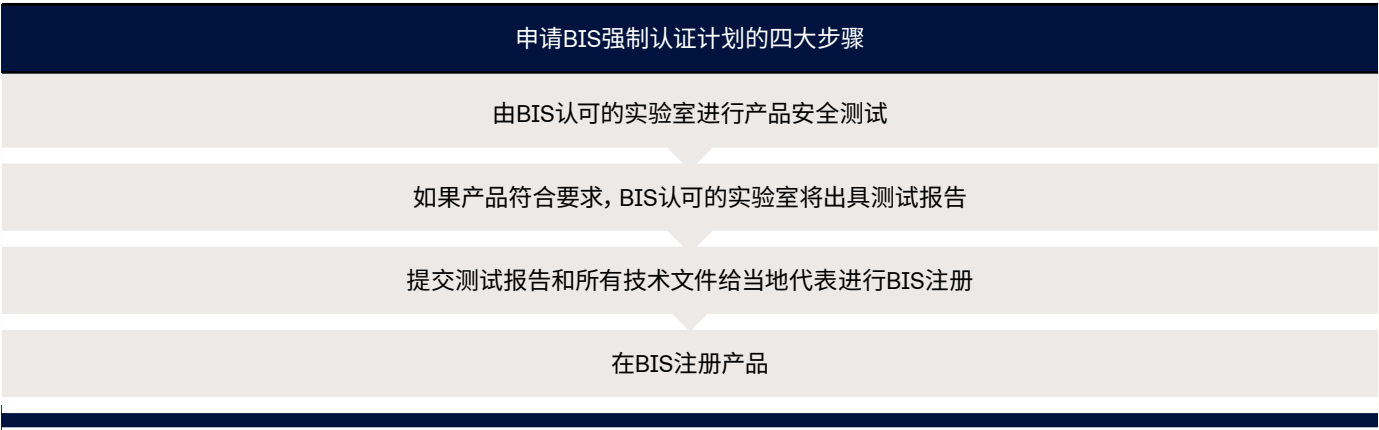 申请BIS强制认证计划的四大步骤
由BIS认可的实验室进行产品安全测试
如果产品符合要求，BIS认可的实验室将出具测试报告
提交测试报告和所有技术文件给当地代表进行BIS注册
在BIS注册产品